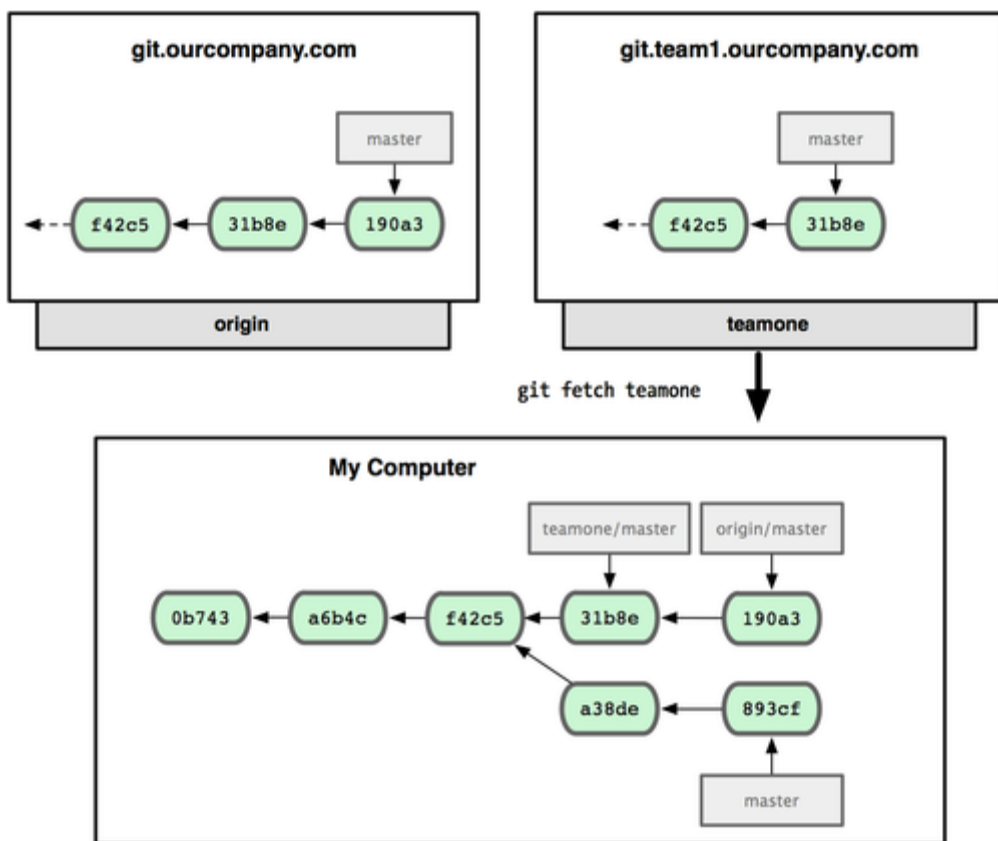 git.ourcompany.com
master
f42c5
31b8e
190a3
origin
git.team1.ourcompany.com
master
f42c5
31b8e
teamone
git fetch teamone
My Computer
teamone/master
origin/master
0b743
a6b4c
f42c5
31b8e
190a3
a38de
893cf
master